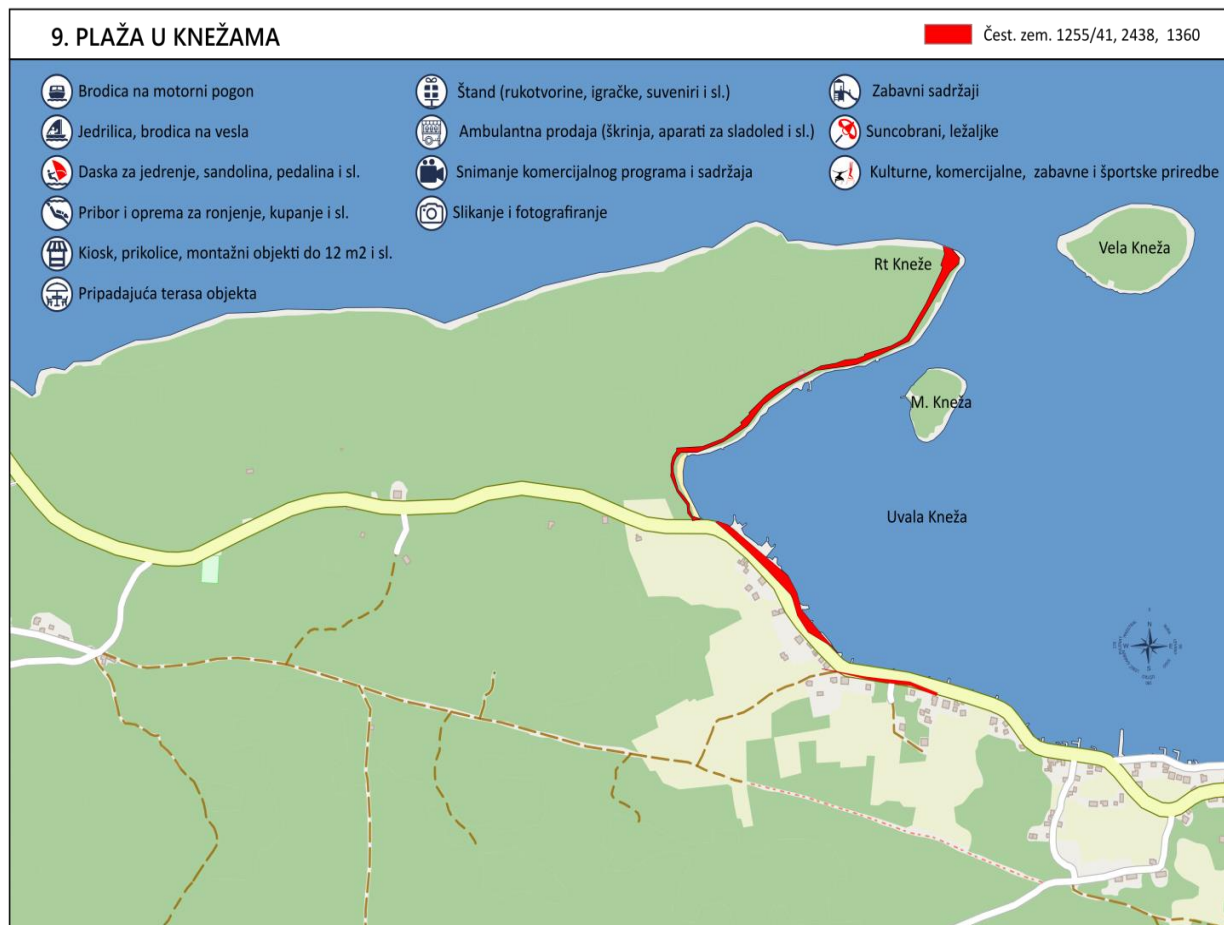 9. PLAŽA U KNEŽAMA
Čest. zem. 1255/41, 2438, 1360
Brodica na motorni pogon
Jedrilica, brodica na vesla
Daska za jedrenje, sandolina, pedalina i sl.
Pribor i oprema za ronjenje, kupanje i sl.
Kiosk, prikolice, montažni objekti do 12 m2 i sl.
Pripadajuća terasa objekta
Štand (rukotvorine, igračke, suveniri i sl.)
Ambulantna prodaja (škrinja, aparati za sladoled i sl.)
Snimanje komercijalnog programa i sadržaja
Slikanje i fotografiranje
Zabavni sadržaji
Suncobrani, ležaljke
Kulturne, komercijalne, zabavne i športske priredbe
Vela Kneža
Rt Kneže
M. Kneža
Uvala Kneža
N
W
E
S